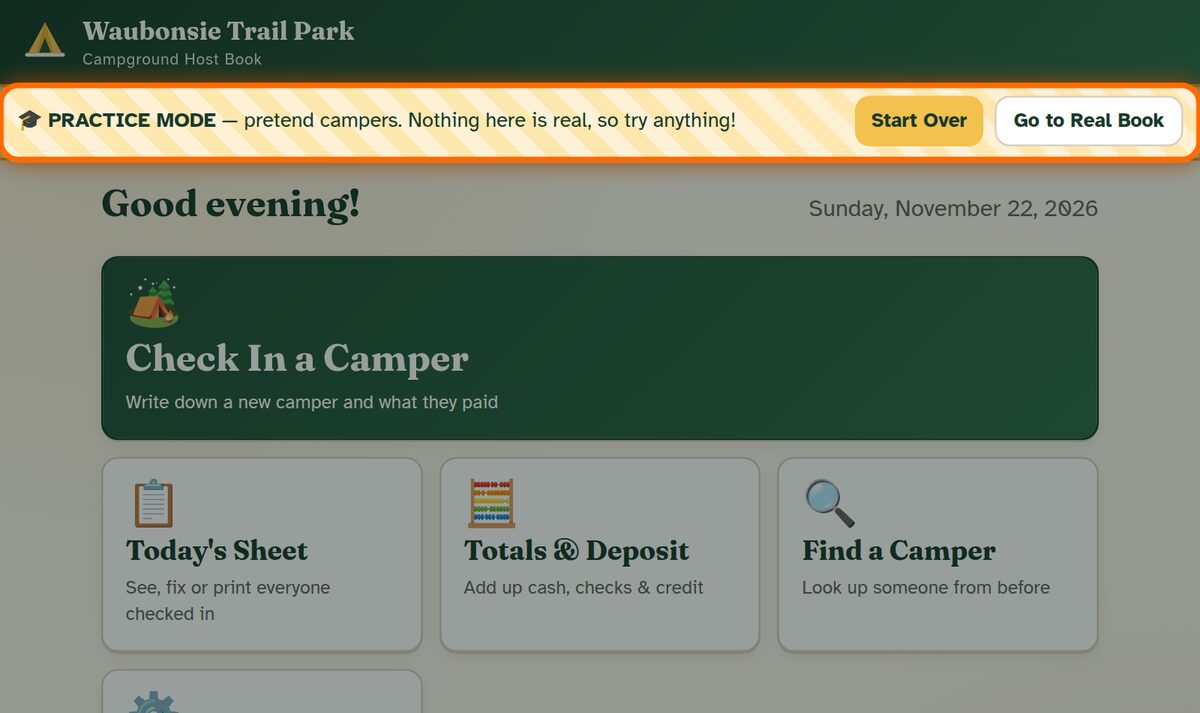 Waubonsie Trail Park
Campground Host Book
PRACTICE MODE — pretend campers. Nothing here is real, so try anything!
Start Over
Go to Real Book
Good evening!
Sunday, November 22, 2026
Check In a Camper
Write down a new camper and what they paid
Today's Sheet
See, fix or print everyone
checked in
Totals & Deposit
Add up cash, checks & credit
Find a Camper
Look up someone from before